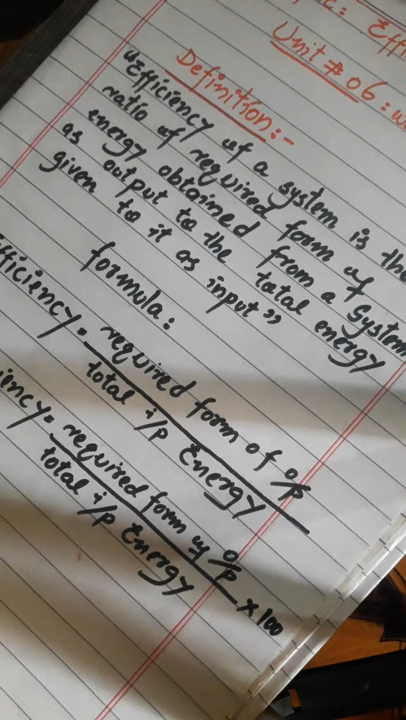 Unit # 06:
Definition:-
"Efficiency of a system is the
ratio of required form of
energy obtained from a system
as output to the total energy
given to it as input"
formula:
Efficiency = required form of o/p
total i/p Energy
iency = required form of o/p × 100
total i/p Energy